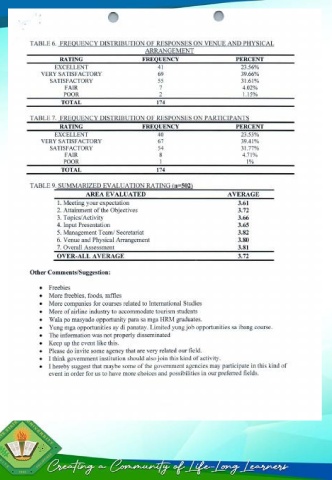 TABLE 6. FREQUENCY DISTRIBUTION OF RESPONSES ON VENUE AND PHYSICAL
ARRANGEMENT
RATING FREQUENCY PERCENT
EXCELLENT 41 23.56%
VERY SATISFACTORY 69 39.66%
SATISFACTORY 55 31.61%
FAIR 7 4.02%
POOR 2 1.15%
TOTAL 174
TABLE 7. FREQUENCY DISTRIBUTION OF RESPONSES ON PARTICIPANTS
RATING FREQUENCY PERCENT
EXCELLENT 40 23.53%
VERY SATISFACTORY 67 39.41%
SATISFACTORY 54 31.77%
FAIR 8 4.71%
POOR 1 1%
TOTAL 174
TABLE 9. SUMMARIZED EVALUATION RATING (n=502)
AREA EVALUATED AVERAGE
1. Meeting your expectation 3.61
2. Attainment of the Objectives 3.72
3. Topics/Activity 3.66
4. Input Presentation 3.65
5. Management Team/ Secretariat 3.82
6. Venue and Physical Arrangement 3.80
7. Overall Assessment 3.81
OVER-ALL AVERAGE 3.72
Other Comments/Suggestion:
• Freebies
• More freebies, foods, raffles
• More companies for courses related to International Studies
• More of airline industry to accommodate tourism students
• Wala po masyado opportunity para sa mga HRM graduates.
• Yung mga opportunities ay di pantay. Limited yung job opportunities sa ibang course.
• The information was not properly disseminated
• Keep up the event like this.
• Please do invite some agency that are very related our field.
• I think government institution should also join this kind of activity.
• I hereby suggest that maybe some of the government agencies may participate in this kind of
event in order for us to have more choices and possibilities in our preferred fields.
Creating a Community of Life-Long Learners